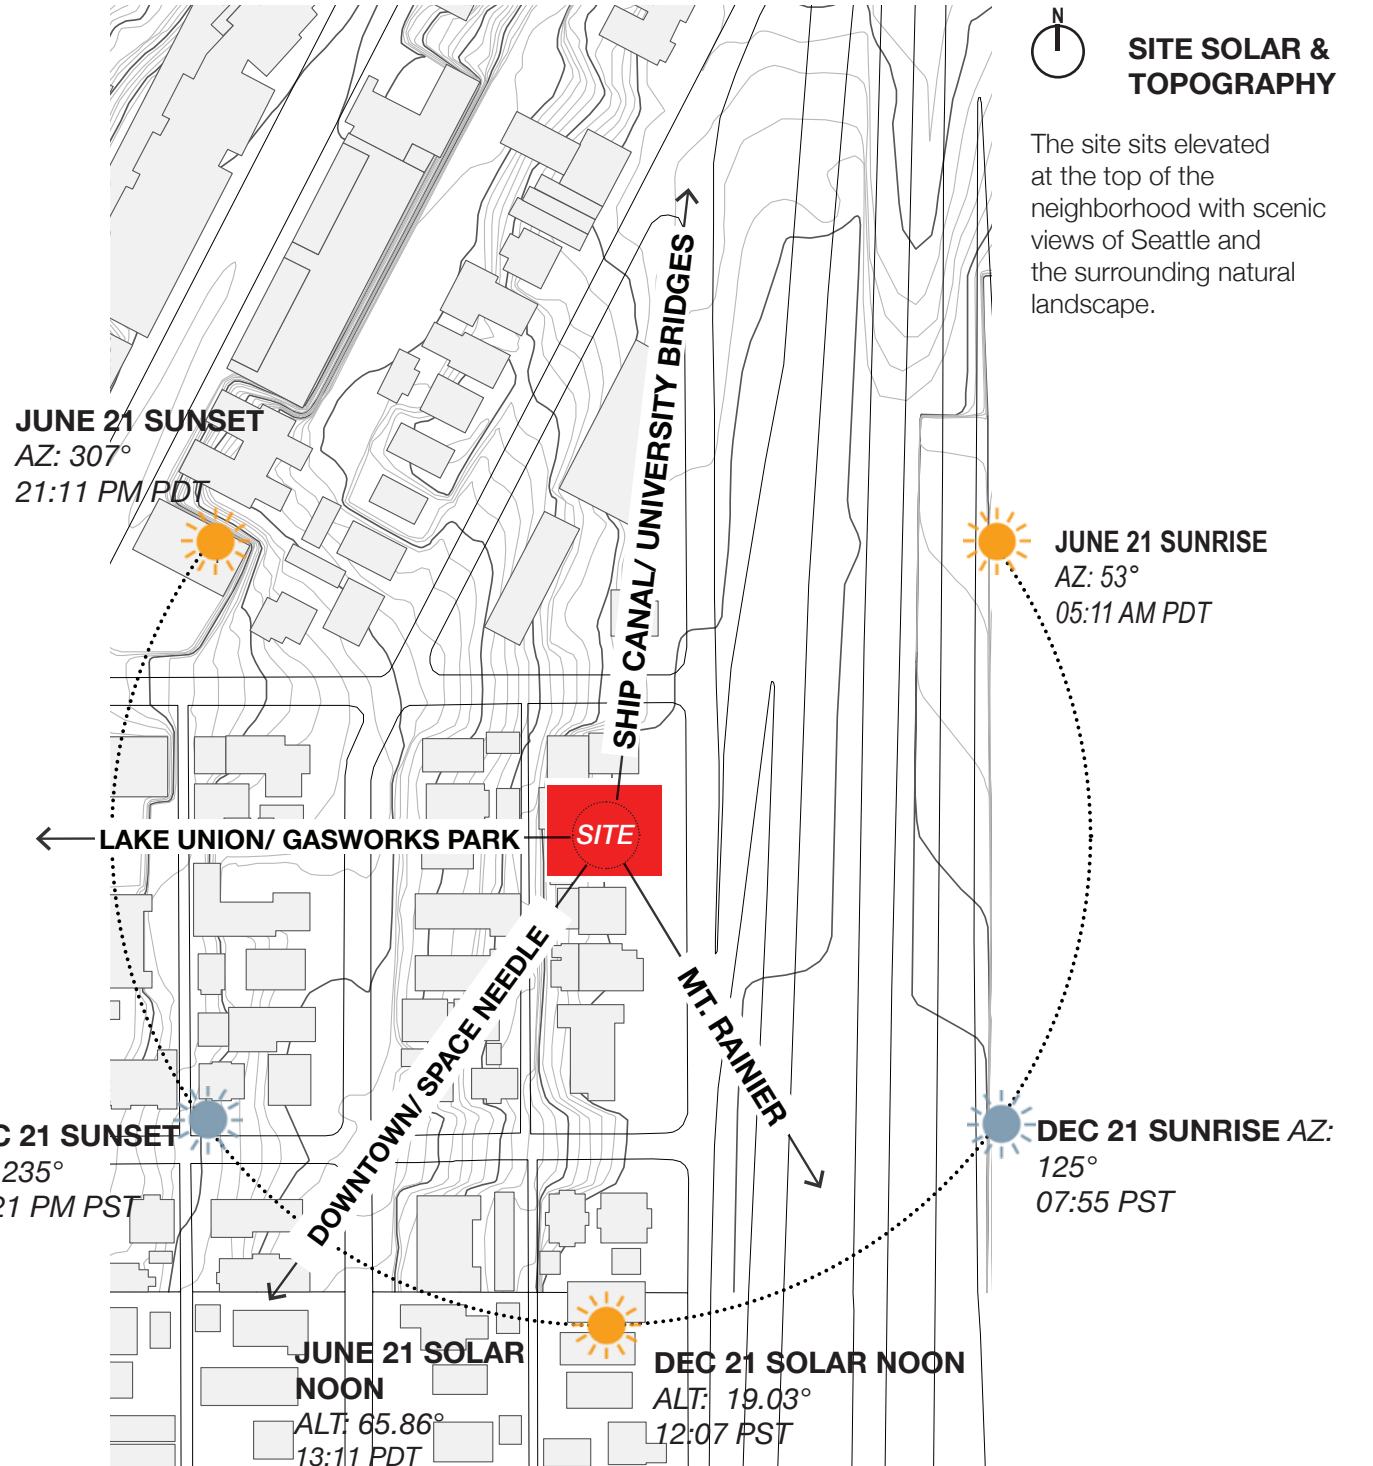 N
SITE SOLAR &
TOPOGRAPHY
The site sits elevated
at the top of the
neighborhood with scenic
views of Seattle and
the surrounding natural
landscape.
SHIP CANAL/ UNIVERSITY BRIDGES
JUNE 21 SUNSET
AZ: 307°
21:11 PM PDT
JUNE 21 SUNRISE
AZ: 53°
05:11 AM PDT
LAKE UNION/ GASWORKS PARK
SITE
DOWNTOWN/ SPACE NEEDLE
MT. RAINIER
C 21 SUNSET
235°
21 PM PST
DEC 21 SUNRISE AZ:
125°
07:55 PST
JUNE 21 SOLAR
NOON
ALT: 65.86°
13:11 PDT
DEC 21 SOLAR NOON
ALT: 19.03°
12:07 PST